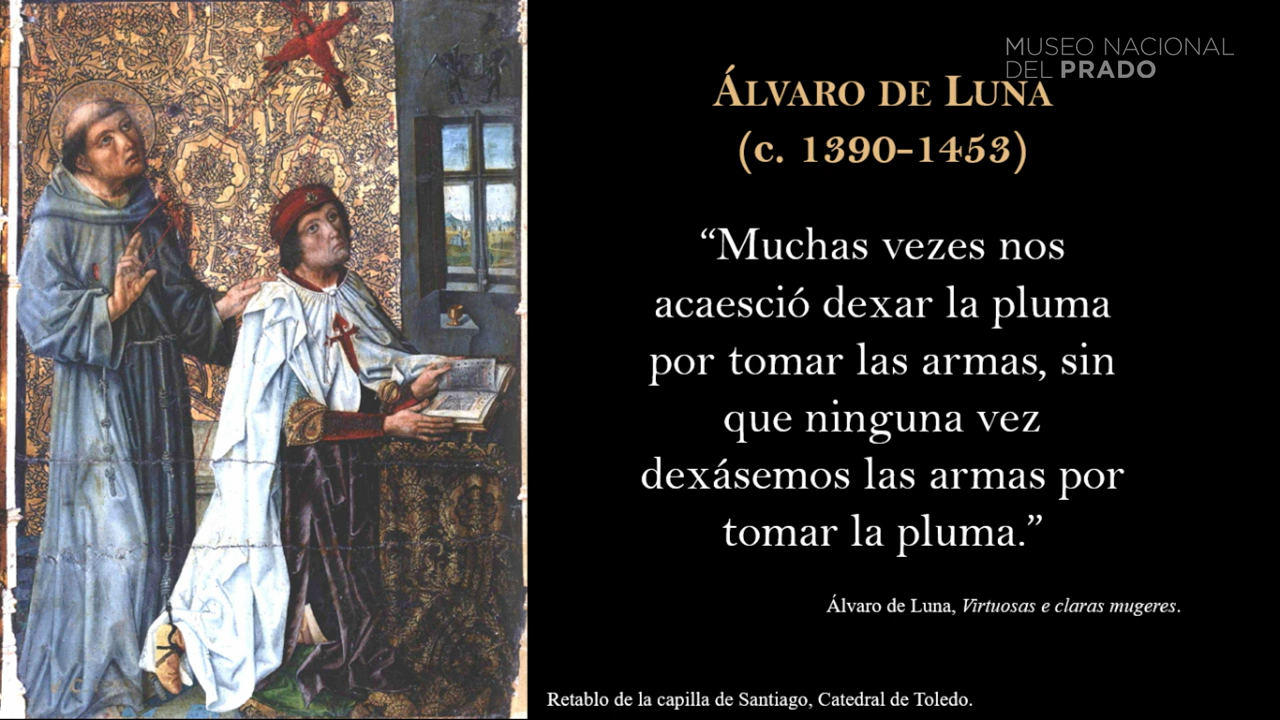 MUSEO NACIONAL
DEL PRADO
ÁLVARO DE LUNA
(c. 1390–1453)
“Muchas vezes nos
acaesció dexar la pluma
por tomar las armas, sin
que ninguna vez
dexásemos las armas por
tomar la pluma.”
Álvaro de Luna, Virtuosas e claras mugeres.
Retablo de la capilla de Santiago, Catedral de Toledo.